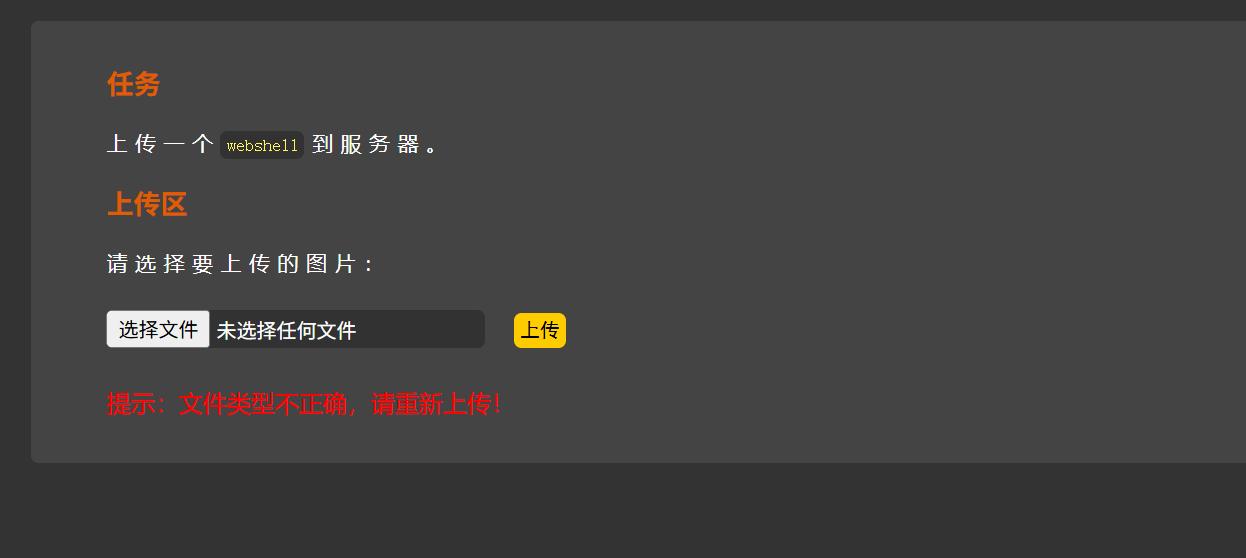 任务
上传一个 webshell 到服务器。
上传区
请选择要上传的图片：
选择文件 未选择任何文件 上传
提示：文件类型不正确，请重新上传！